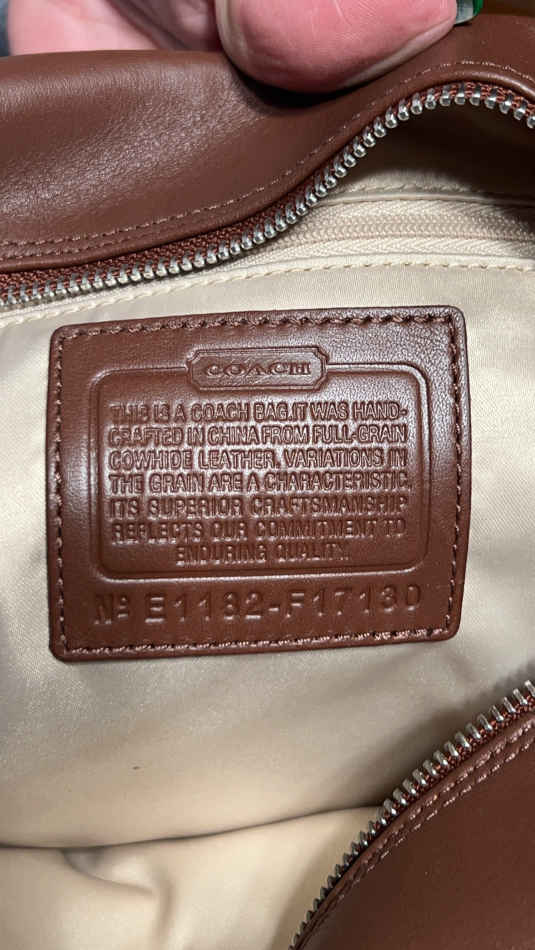 COACH
THIS IS A COACH BAG.IT WAS HAND-
CRAFTED IN CHINA FROM FULL-GRAIN
COWHIDE LEATHER. VARIATIONS IN
THE GRAIN ARE A CHARACTERISTIC.
ITS SUPERIOR CRAFTSMANSHIP
REFLECTS OUR COMMITMENT TO
ENDURING QUALITY.
Nº E1182-F17130